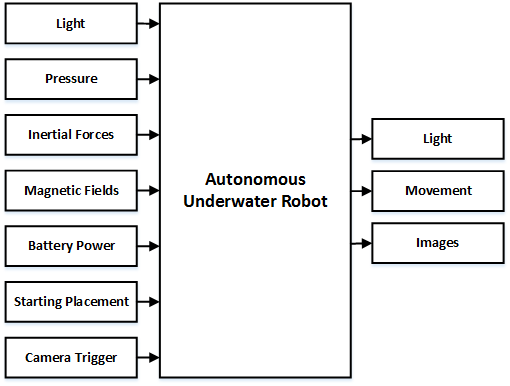 Light
Pressure
Inertial Forces
Magnetic Fields
Battery Power
Starting Placement
Camera Trigger
Autonomous
Underwater Robot
Light
Movement
Images